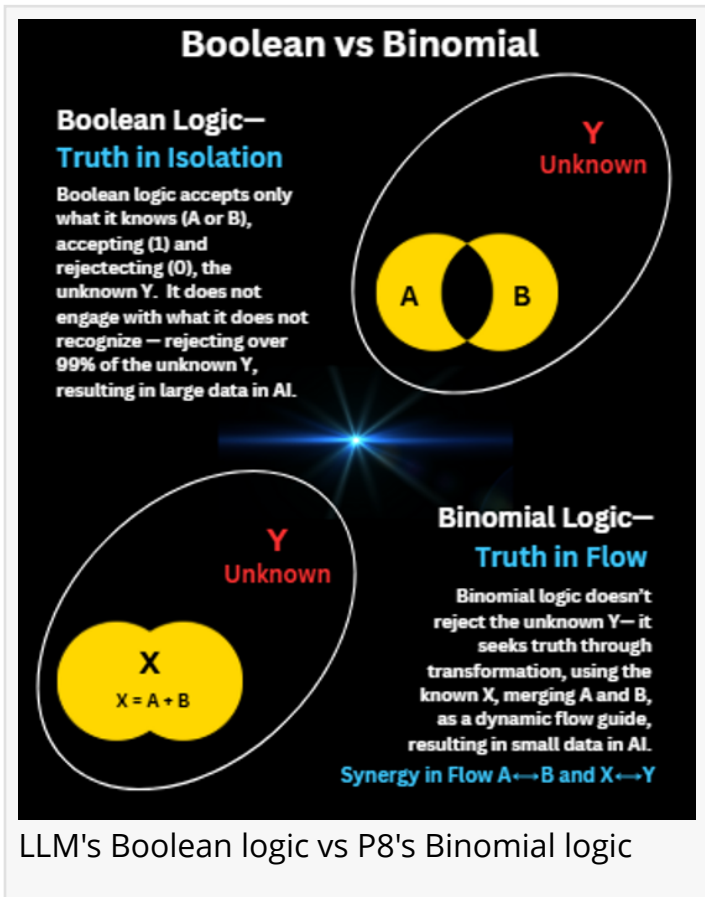 Boolean vs Binomial
Boolean Logic—
Truth in Isolation
Boolean logic accepts only
what it knows (A or B),
accepting (1) and
rejectecting (0), the
unknown Y. It does not
engage with what it does not
recognize — rejecting over
99% of the unknown Y,
resulting in large data in AI.
Y
Unknown
A
B
Y
Unknown
X
X = A + B
Binomial Logic—
Truth in Flow
Binomial logic doesn't
reject the unknown Y— it
seeks truth through
transformation, using the
known X, merging A and B,
as a dynamic flow guide,
resulting in small data in AI.
Synergy in Flow A↔B and X↔Y
LLM's Boolean logic vs P8's Binomial logic